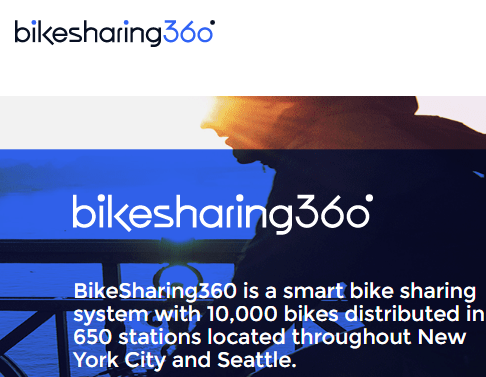 bikesharing360
bikesharing360
BikeSharing360 is a smart bike sharing
system with 10,000 bikes distributed in
650 stations located throughout New
York City and Seattle.